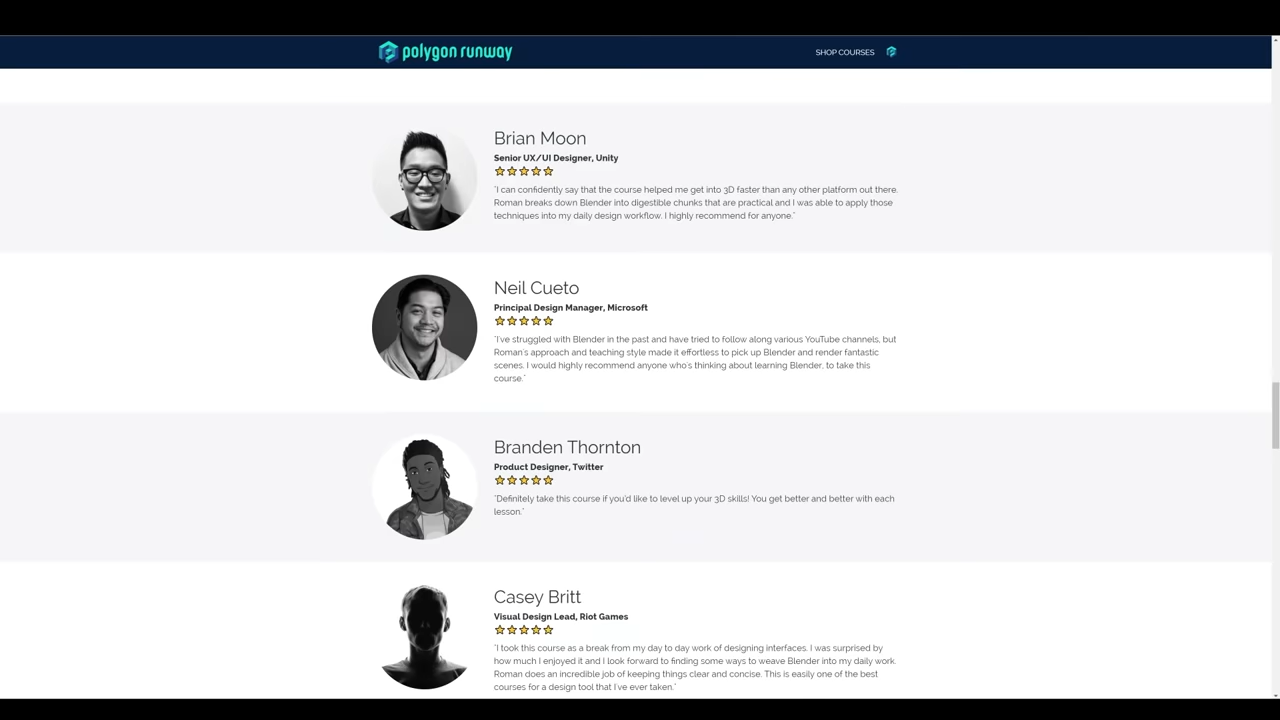 polygon runway
SHOP COURSES
Brian Moon
Senior UX/UI Designer, Unity
"I can confidently say that the course helped me get into 3D faster than any other platform out there.
Roman breaks down Blender into digestible chunks that are practical and I was able to apply those
techniques into my daily design workflow. I highly recommend for anyone."
Neil Cueto
Principal Design Manager, Microsoft
"I've struggled with Blender in the past and have tried to follow along various YouTube channels, but
Roman's approach and teaching style made it effortless to pick up Blender and render fantastic
scenes. I would highly recommend anyone who's thinking about learning Blender, to take this
course."
Branden Thornton
Product Designer, Twitter
"Definitely take this course if you'd like to level up your 3D skills! You get better and better with each
lesson."
Casey Britt
Visual Design Lead, Riot Games
"I took this course as a break from my day to day work of designing interfaces. I was surprised by
how much I enjoyed it and I look forward to finding some ways to weave Blender into my daily work.
Roman does an incredible job of keeping things clear and concise. This is easily one of the best
courses for a design tool that I've ever taken."